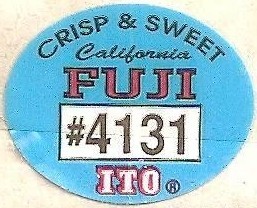 CRISP & SWEET
California
FUJI
#4131
ITO ®